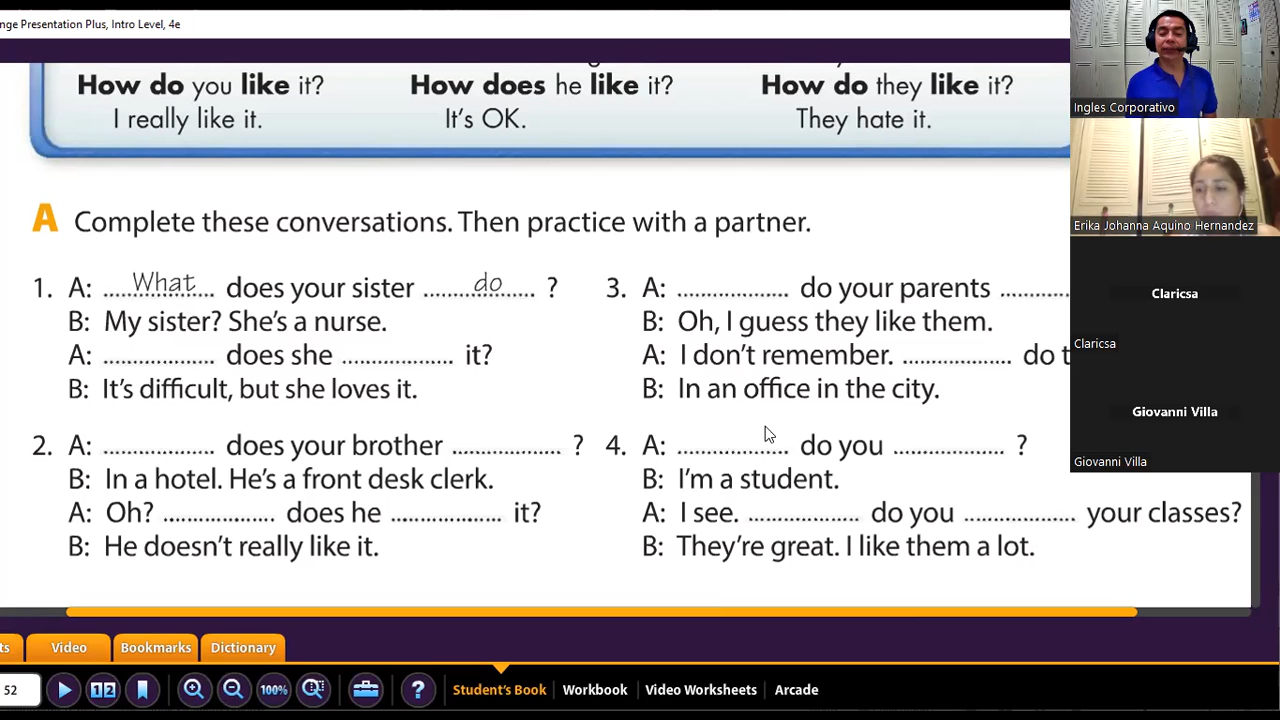 nge Presentation Plus, Intro Level, 4e
How do you like it?
I really like it.
How does he like it?
It's OK.
How do they like it?
They hate it.
A Complete these conversations. Then practice with a partner.
1. A: What does your sister do ?
B: My sister? She's a nurse.
A: ................... does she ................... it?
B: It's difficult, but she loves it.
2. A: ................... does your brother ................... ?
B: In a hotel. He's a front desk clerk.
A: Oh? ................... does he ................... it?
B: He doesn't really like it.
3. A: ................... do your parents ............
B: Oh, I guess they like them.
A: I don't remember. ................... do t
B: In an office in the city.
4. A: ................... do you ................... ?
B: I'm a student.
A: I see. ................... do you ................... your classes?
B: They're great. I like them a lot.
Ingles Corporativo
Erika Johanna Aquino Hernandez
Claricsa
Claricsa
Giovanni Villa
Giovanni Villa
ts Video Bookmarks Dictionary
52 1 2 100% ? Student's Book Workbook Video Worksheets Arcade